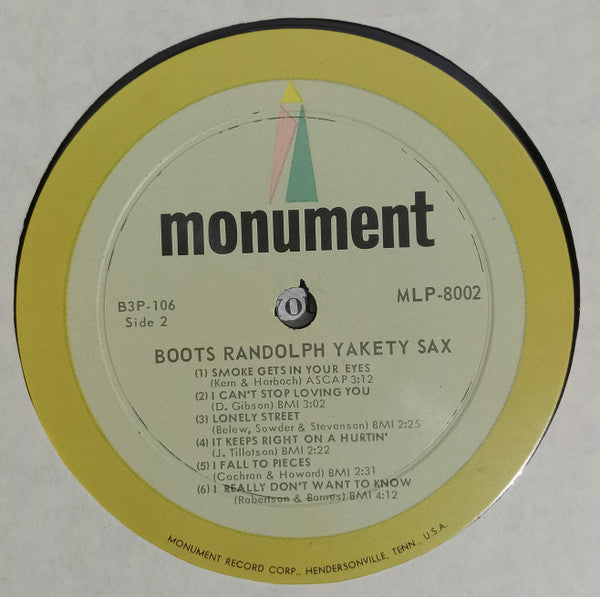 monument
B3P-106
MLP-8002
Side 2
BOOTS RANDOLPH YAKETY SAX
(1) SMOKE GETS IN YOUR EYES
(Kern & Harbach) ASCAP 3:12
(2) I CAN'T STOP LOVING YOU
(D. Gibson) BMI 3:02
(3) LONELY STREET
(Belew, Sowder & Stevenson) BMI 2:25
(4) IT KEEPS RIGHT ON A HURTIN'
(J. Tillotson) BMI 2:22
(5) I FALL TO PIECES
(Cochran & Howard) BMI 2:31
(6) I REALLY DON'T WANT TO KNOW
(Robertson & Barnes) BMI 4:12
MONUMENT RECORD CORP., HENDERSONVILLE, TENN., U.S.A.